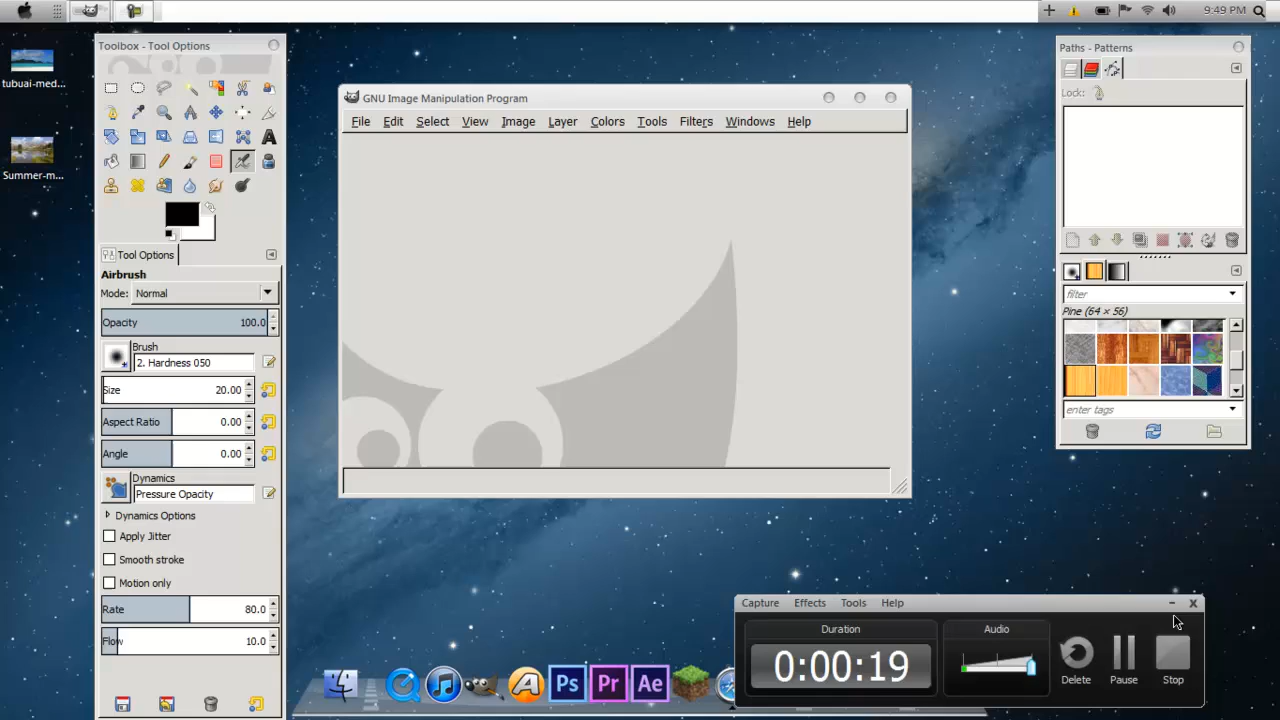 9:49 PM
tubuai-med...
Summer-m...
Toolbox - Tool Options
Tool Options
Airbrush
Mode: Normal
Opacity 100.0
Brush
2. Hardness 050
Size 20.00
Aspect Ratio 0.00
Angle 0.00
Dynamics
Pressure Opacity
Dynamics Options
Apply Jitter
Smooth stroke
Motion only
Rate 80.0
Flow 10.0
GNU Image Manipulation Program
File Edit Select View Image Layer Colors Tools Filters Windows Help
Paths - Patterns
Lock:
filter
Pine (64 × 56)
enter tags
Capture Effects Tools Help
Duration
0:00:19
Audio
Delete Pause Stop
Ps Pr Ae